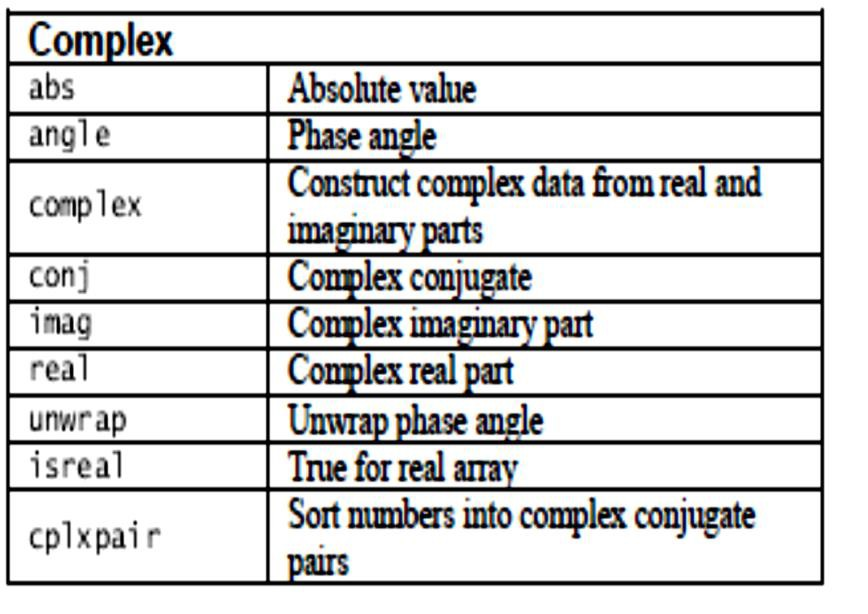 Complex
abs Absolute value
angle Phase angle
complex Construct complex data from real and
imaginary parts
conj Complex conjugate
imag Complex imaginary part
real Complex real part
unwrap Unwrap phase angle
isreal True for real array
cplxpair Sort numbers into complex conjugate
pairs